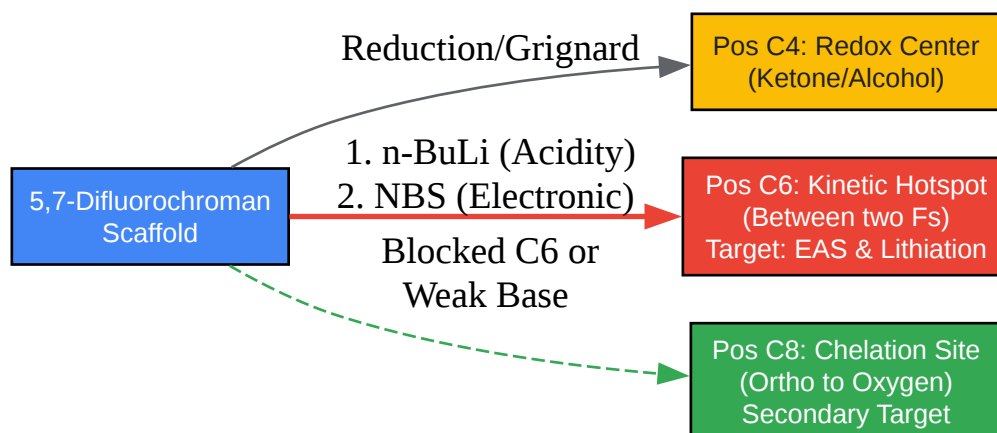 Reduction/Grignard
Pos C4: Redox Center
(Ketone/Alcohol)
5,7-Difluorochroman
Scaffold
1. n-BuLi (Acidity)
2. NBS (Electronic)
Pos C6: Kinetic Hotspot
(Between two Fs)
Target: EAS & Lithiation
Blocked C6 or
Weak Base
Pos C8: Chelation Site
(Ortho to Oxygen)
Secondary Target